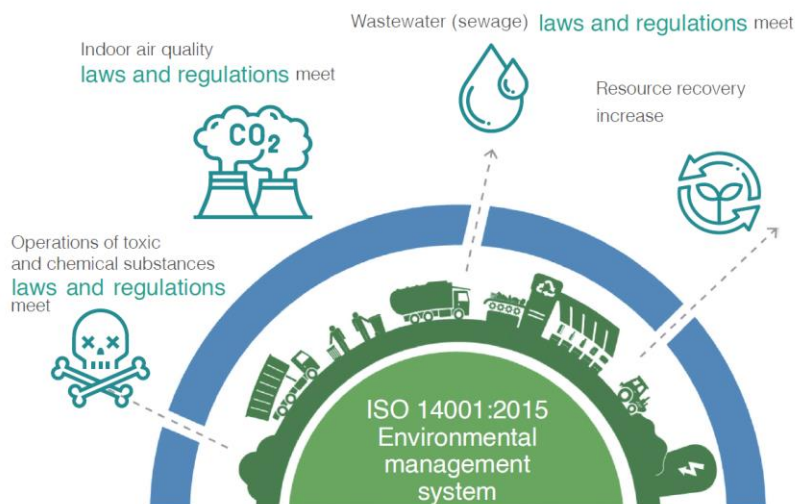 Wastewater (sewage) laws and regulations meet
Indoor air quality
laws and regulations meet
CO2
Resource recovery
increase
Operations of toxic
and chemical substances
laws and regulations
meet
ISO 14001:2015
Environmental
management
system